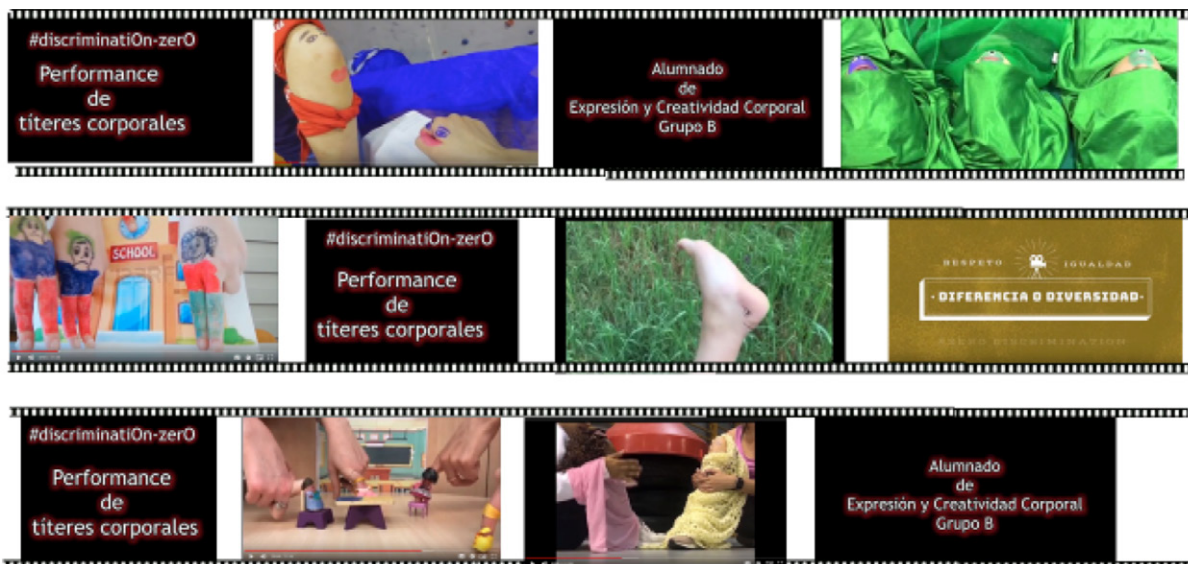 #discriminatiOn-zerO
Performance
de
títeres corporales
Alumnado
de
Expresión y Creatividad Corporal
Grupo B
SCHOOL
#discriminatiOn-zerO
Performance
de
títeres corporales
RESPETO IGUALDAD
· DIFERENCIA O DIVERSIDAD·
#discriminatiOn-zerO
Performance
de
títeres corporales
Alumnado
de
Expresión y Creatividad Corporal
Grupo B